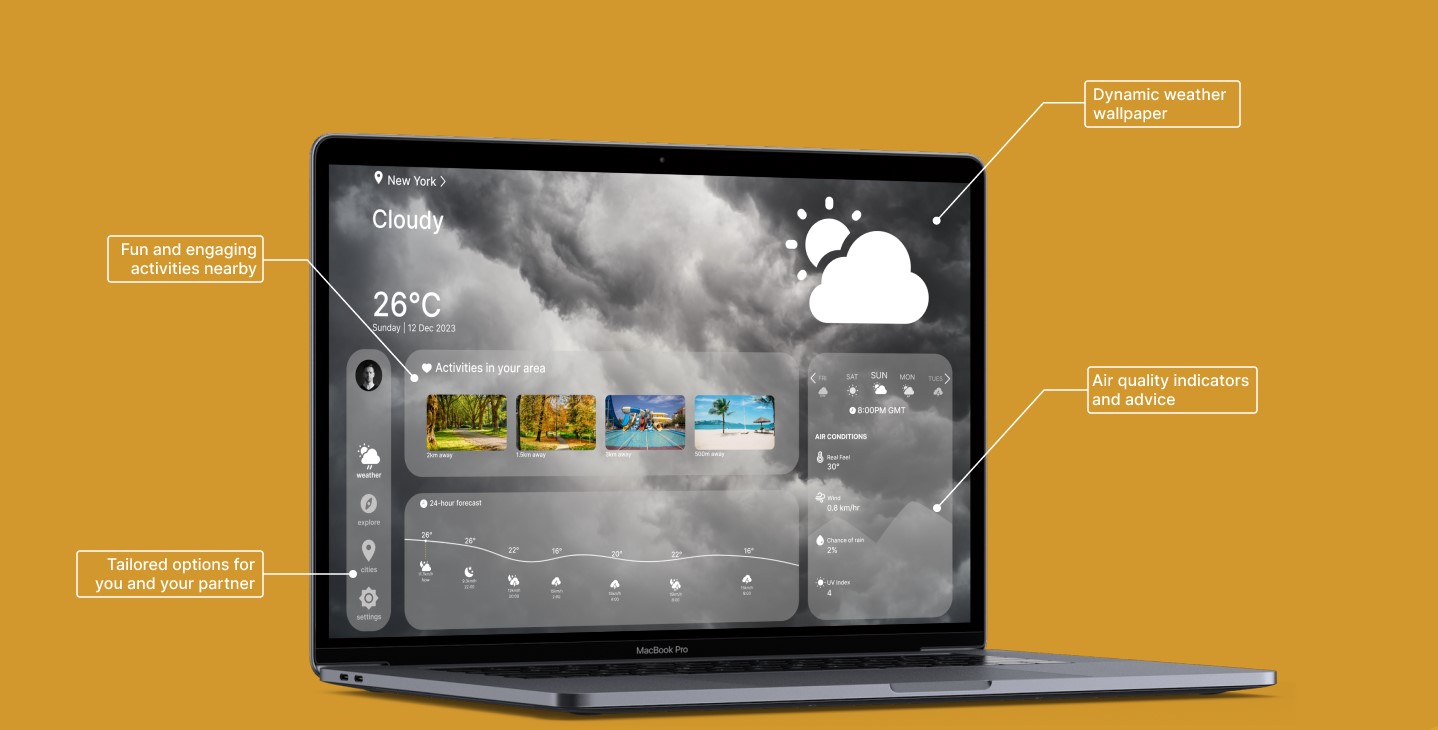 Dynamic weather
wallpaper
New York
Cloudy
Fun and engaging
activities nearby
26°C
Sunday | 12 Dec 2023
Activities in your area
2km away
1.5km away
3km away
500m away
FRI SAT SUN MON TUES
8:00PM GMT
Air quality indicators
and advice
AIR CONDITIONS
Real Feel
30°
Wind
0.8 km/hr
Chance of rain
2%
UV index
4
weather
explore
cities
settings
24-hour forecast
26° 26° 22° 16° 20° 22° 16°
Tailored options for
you and your partner
MacBook Pro